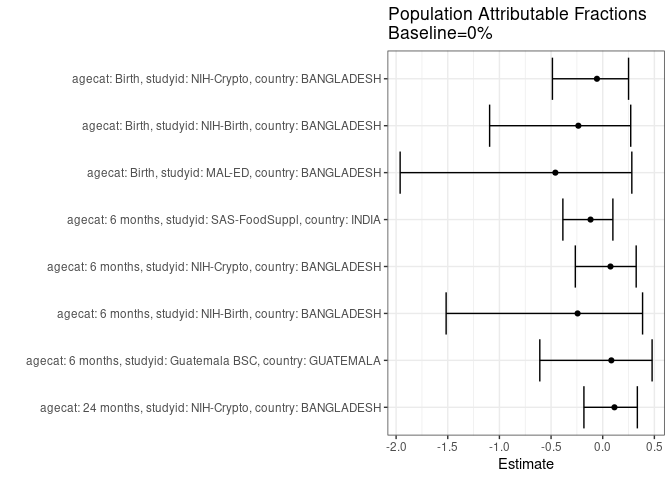 Population Attributable Fractions
Baseline=0%
agecat: Birth, studyid: NIH-Crypto, country: BANGLADESH
agecat: Birth, studyid: NIH-Birth, country: BANGLADESH
agecat: Birth, studyid: MAL-ED, country: BANGLADESH
agecat: 6 months, studyid: SAS-FoodSuppl, country: INDIA
agecat: 6 months, studyid: NIH-Crypto, country: BANGLADESH
agecat: 6 months, studyid: NIH-Birth, country: BANGLADESH
agecat: 6 months, studyid: Guatemala BSC, country: GUATEMALA
agecat: 24 months, studyid: NIH-Crypto, country: BANGLADESH
-2.0 -1.5 -1.0 -0.5 0.0 0.5
Estimate